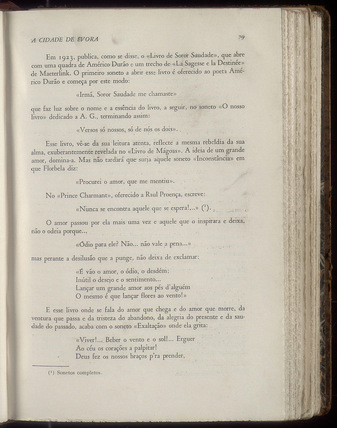 A CIDADE DE EVORA 79
Em 1923, publica, como se disse, o «Livro de Soror Saudade», que abre
com uma quadra de Américo Durão e um trecho de «La Sagesse et la Destinée»
de Maeterlink. O primeiro soneto a abrir esse livro é oferecido ao poeta Amé-
rico Durão e começa por este modo:
«Irmã, Soror Saudade me chamaste»
que faz luz sobre o nome e a essência do livro, a seguir, no soneto «O nosso
livro» dedicado a A. G., terminando assim:
«Versos só nossos, só de nós os dois».
Esse livro, vê-se da sua leitura atenta, reflecte a mesma rebeldia da sua
alma, exuberantemente revelada no «Livro de Mágoas». A ideia de um grande
amor, domina-a. Mas não tardará que surja aquele soneto «Inconstância» em
que Florbela diz:
«Procurei o amor, que me mentiu».
No «Prince Charmant», oferecido a Raul Proença, escreve:
«Nunca se encontra aquele que se espera!...» (¹).
O amor passou por ela mais uma vez e aquele que o inspirara e deixa,
não o odeia porque...
«Ódio para ele? Não... não vale a pena...»
mas perante a desilusão que a punge, não deixa de exclamar:
«E vão o amor, o ódio, o desdém;
Inútil o desejo e o sentimento...
Lançar um grande amor aos pés d'alguém
O mesmo é que lançar flores ao vento!»
E esse livro onde se fala do amor que chega e do amor que morre, da
ventura que passa e da tristeza do abandono, da alegria do presente e da sau-
dade do passado, acaba com o soneto «Exaltação» onde ela grita:
«Viver!... Beber o vento e o sol!... Erguer
Ao céu os corações a palpitar!
Deus fez os nossos braços p'ra prender,
(¹) Sonetos completos.